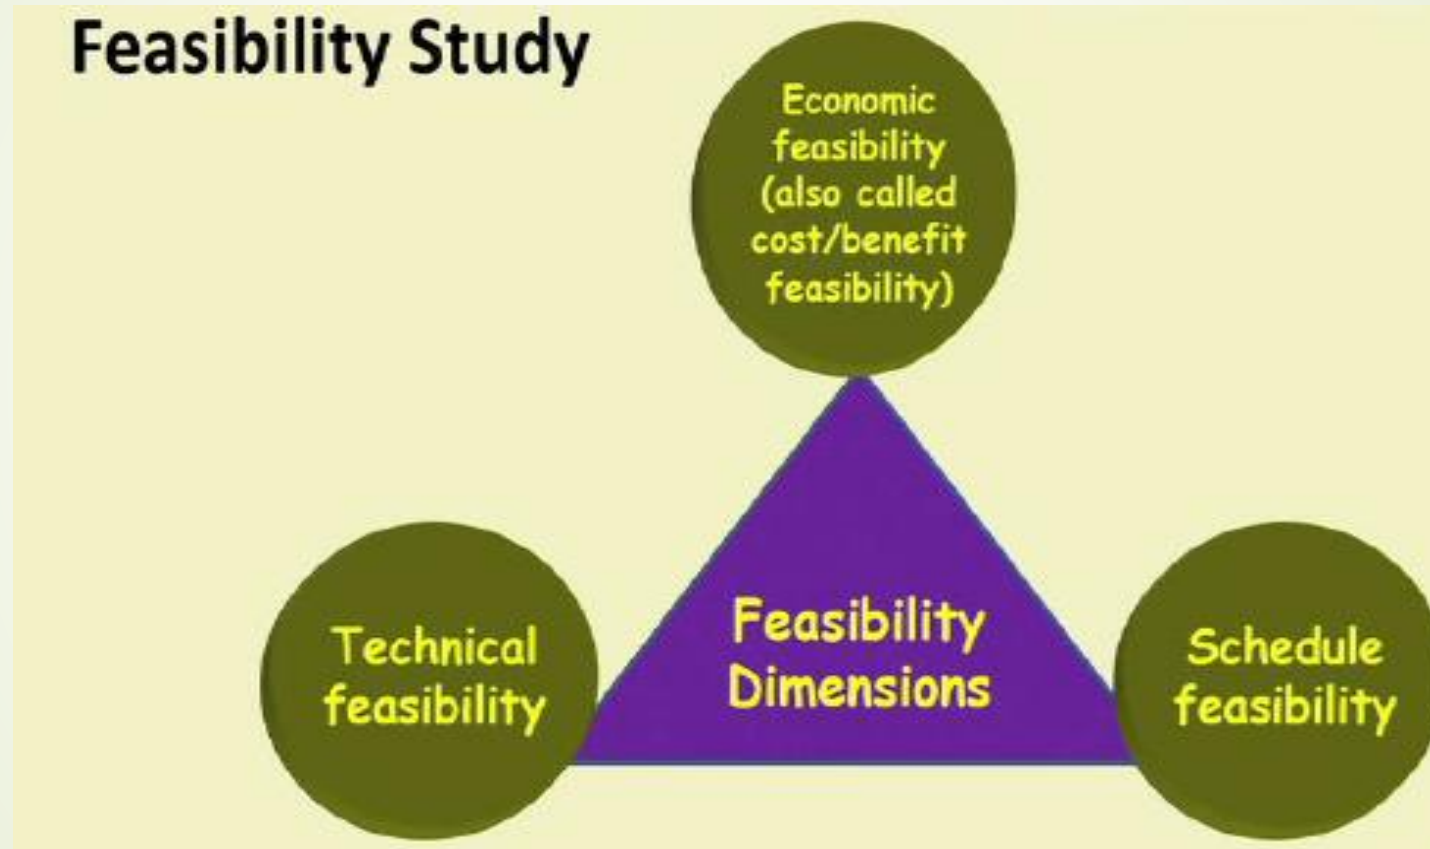 Feasibility Study
Economic
feasibility
(also called
cost/benefit
feasibility)
Technical
feasibility
Feasibility
Dimensions
Schedule
feasibility